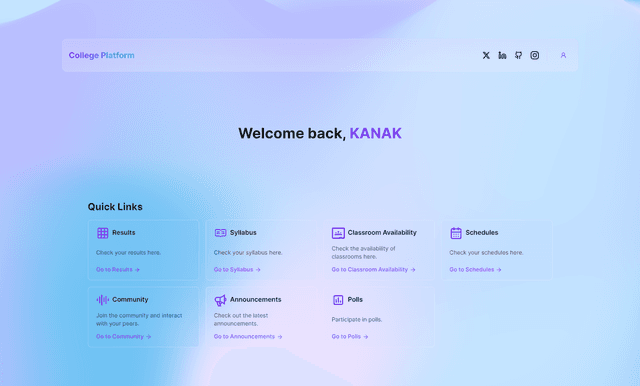 College Platform
Welcome back, KANAK
Quick Links
Results
Check your results here.
Go to Results →
Syllabus
Check your syllabus here.
Go to Syllabus →
Classroom Availability
Check the availability of
classrooms here.
Go to Classroom Availability →
Schedules
Check your schedules here.
Go to Schedules →
Community
Join the community and interact
with your peers.
Go to Community →
Announcements
Check out the latest
announcements.
Go to Announcements →
Polls
Participate in polls.
Go to Polls →